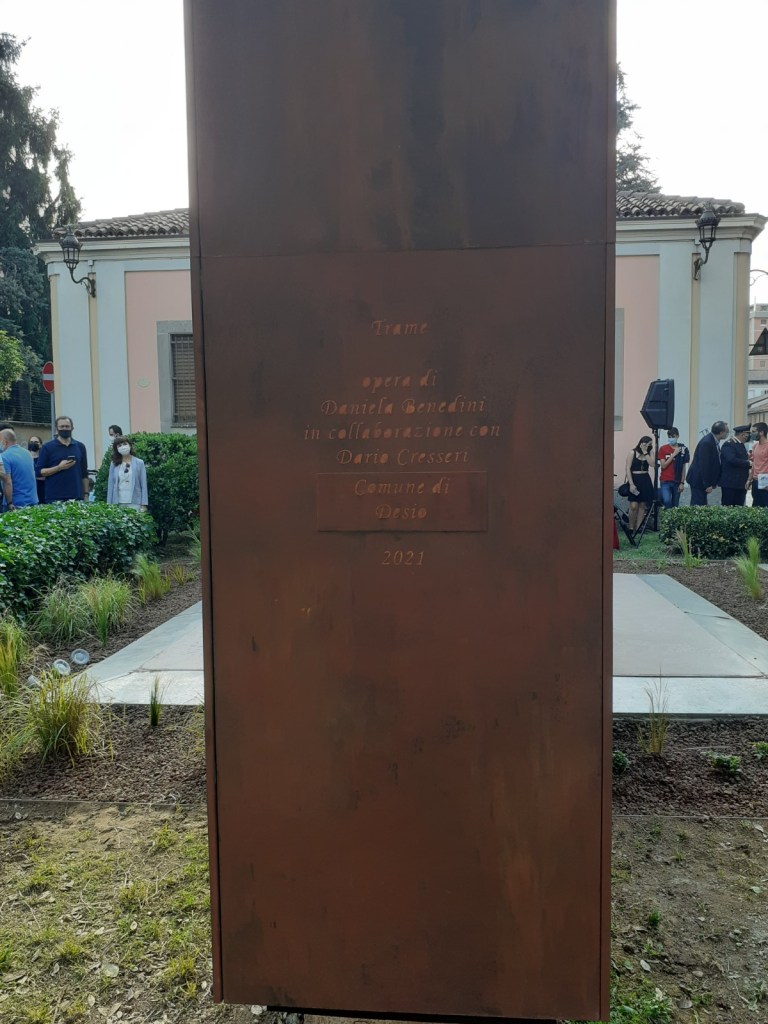 Trame
opera di
Daniela Benedini
in collaborazione con
Dario Cresseri
Comune di
Desio
2021